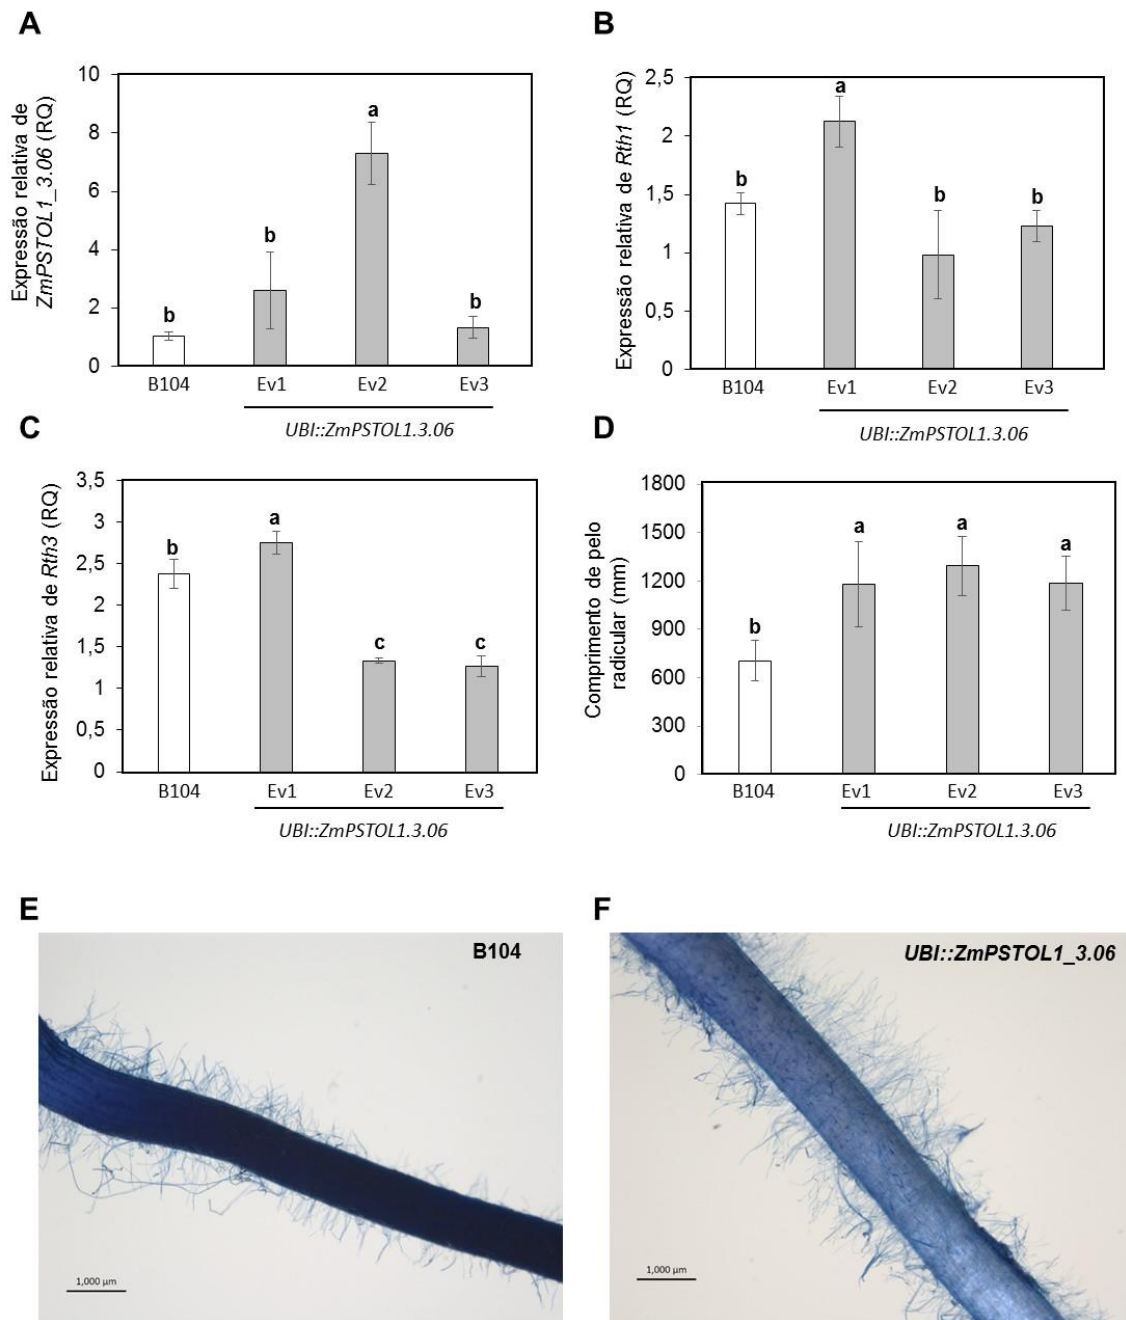 A
Expressão relativa de
ZmPSTOL1_3.06 (RQ)
10
8
6
4
2
0
b
b
a
b
B104
Ev1
Ev2
Ev3
UBI::ZmPSTOL1.3.06
B
Expressão relativa de Rth1 (RQ)
2,5
2
1,5
1
0,5
0
b
a
b
b
B104
Ev1
Ev2
Ev3
UBI::ZmPSTOL1.3.06
C
Expressão relativa de Rth3 (RQ)
3,5
3
2,5
2
1,5
1
0,5
0
b
a
c
c
B104
Ev1
Ev2
Ev3
UBI::ZmPSTOL1.3.06
D
Comprimento de pelo
radicular (mm)
1800
1500
1200
900
600
300
0
b
a
a
a
B104
Ev1
Ev2
Ev3
UBI::ZmPSTOL1.3.06
E
B104
1,000 µm
F
UBI::ZmPSTOL1_3.06
1,000 µm